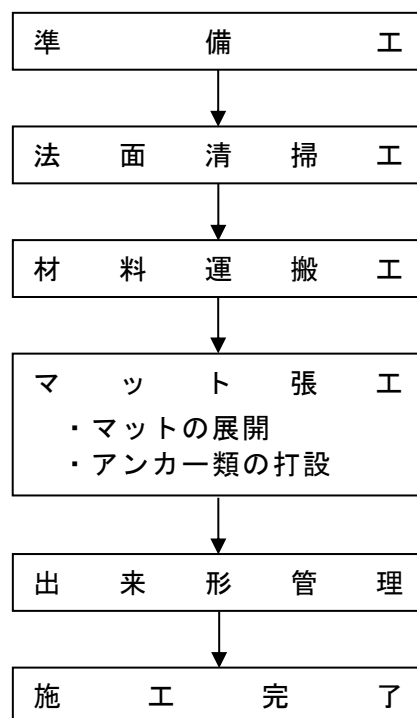 準備工
法面清掃工
材料運搬工
マット張工
・マットの展開
・アンカー類の打設
出来形管理
施工完了